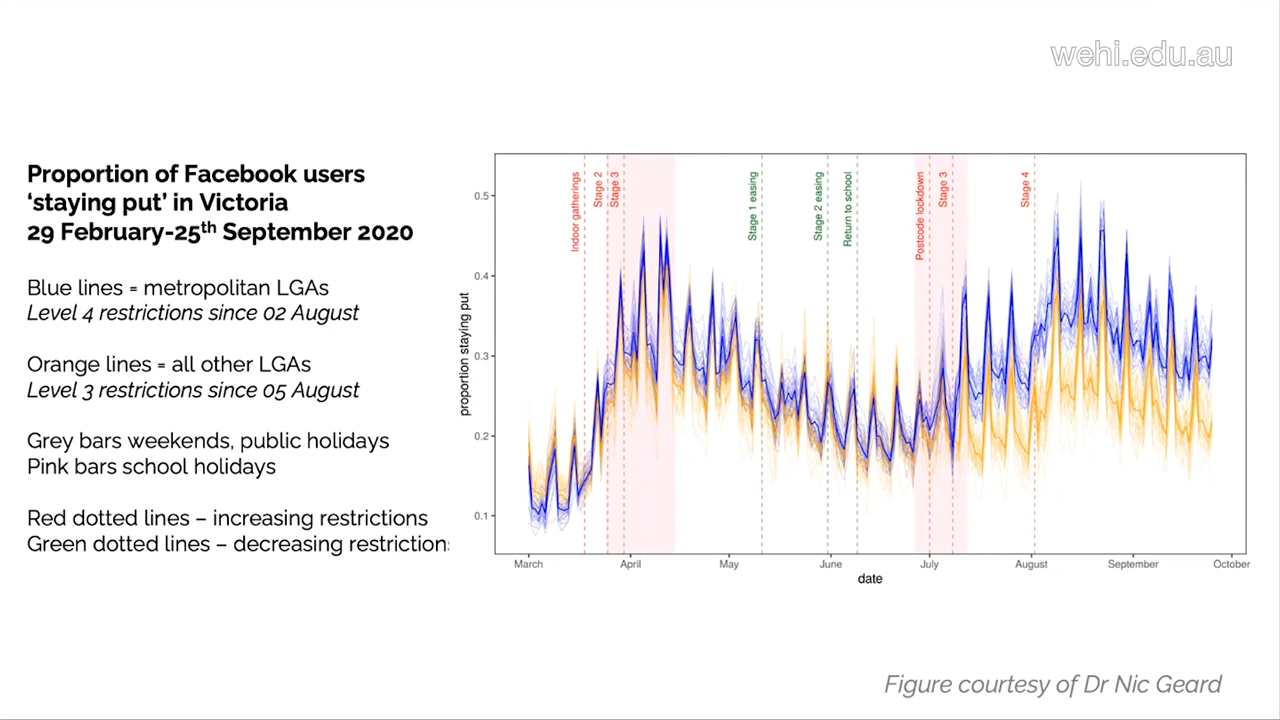 wehi.edu.au
Proportion of Facebook users
‘staying put’ in Victoria
29 February-25th September 2020
Blue lines = metropolitan LGAs
Level 4 restrictions since 02 August
Orange lines = all other LGAs
Level 3 restrictions since 05 August
Grey bars weekends, public holidays
Pink bars school holidays
Red dotted lines – increasing restrictions
Green dotted lines – decreasing restriction
proportion staying put
0.5
0.4
0.3
0.2
0.1
Indoor gatherings
Stage 2
Stage 3
Stage 1 easing
Stage 2 easing
Return to school
Postcode lockdown
Stage 3
Stage 4
March
April
May
June
July
August
September
October
date
Figure courtesy of Dr Nic Geard